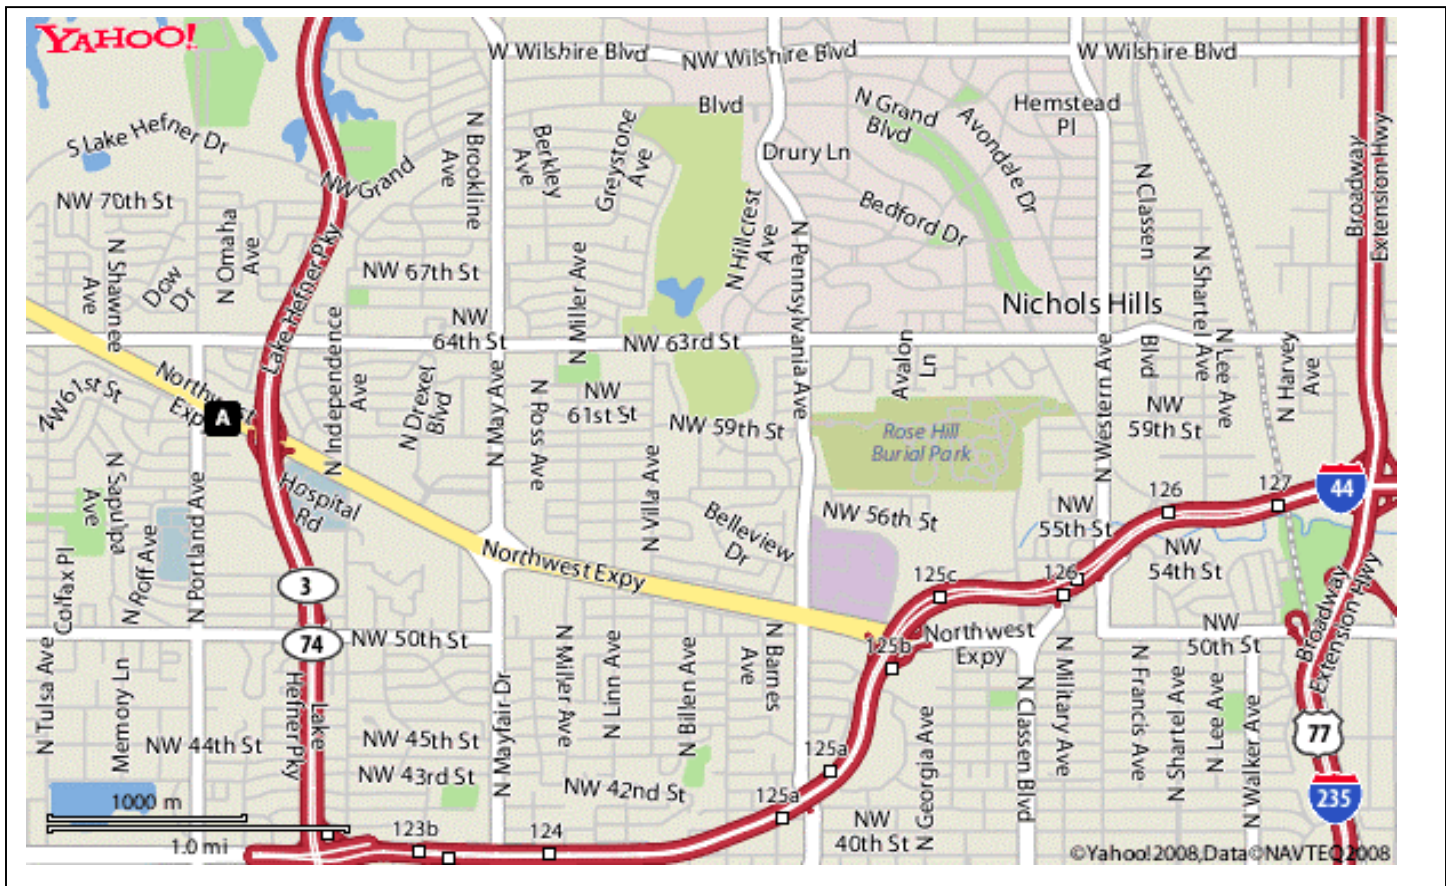 YAHOO!
W Wilshire Blvd
NW Wilshire Blvd
W Wilshire Blvd
Blvd
N Grand
Blvd
Hemstead
Pl
Avondale Dr
S Lake Hefner Dr
N Brookline
Ave
Berkley
Ave
Greystone
Ave
Drury Ln
Broadway
Extension Hwy
NW Grand
NW 70th St
N Classen
Bedford Dr
N Hillcrest
Ave
N Omaha
Ave
N Shawnee
Ave
Dow
Dr
Lake Hefner Pky
NW 67th St
N Miller Ave
N Pennsylvania Ave
N Shartel Ave
Nichols Hills
NW
64th St
NW 63rd St
Blvd
N Lee Ave
N Harvey
Ave
Avalon
Ln
N Independence
Ave
N Drexel
Blvd
N May Ave
N Ross Ave
NW
61st St
NW 59th St
N Western Ave
NW
59th St
NW61st St
Northwest
Expy
A
Rose Hill
Burial Park
N Sapulpa
Ave
N Portland Ave
Hospital
Rd
N Villa Ave
Belleview
Dr
NW 56th St
NW
55th St
126
127
44
Colfax Pl
N Roff Ave
Northwest Expy
NW
54th St
3
125c
126
74
NW 50th St
125b
Northwest
Expy
NW
50th St
Broadway
Extension Hwy
N Tulsa Ave
Memory Ln
Lake
Hefner Pky
N Mayfair Dr
N Miller Ave
N Linn Ave
N Billen Ave
N Barnes
Ave
N Classen Blvd
N Military Ave
N Francis Ave
N Shartel Ave
N Lee Ave
N Walker Ave
77
NW 44th St
NW 45th St
NW 43rd St
NW 42nd St
125a
125a
N Georgia Ave
235
1000 m
1.0 mi
123b
124
NW
40th St
©Yahoo!2008,Data©NAVTEQ2008